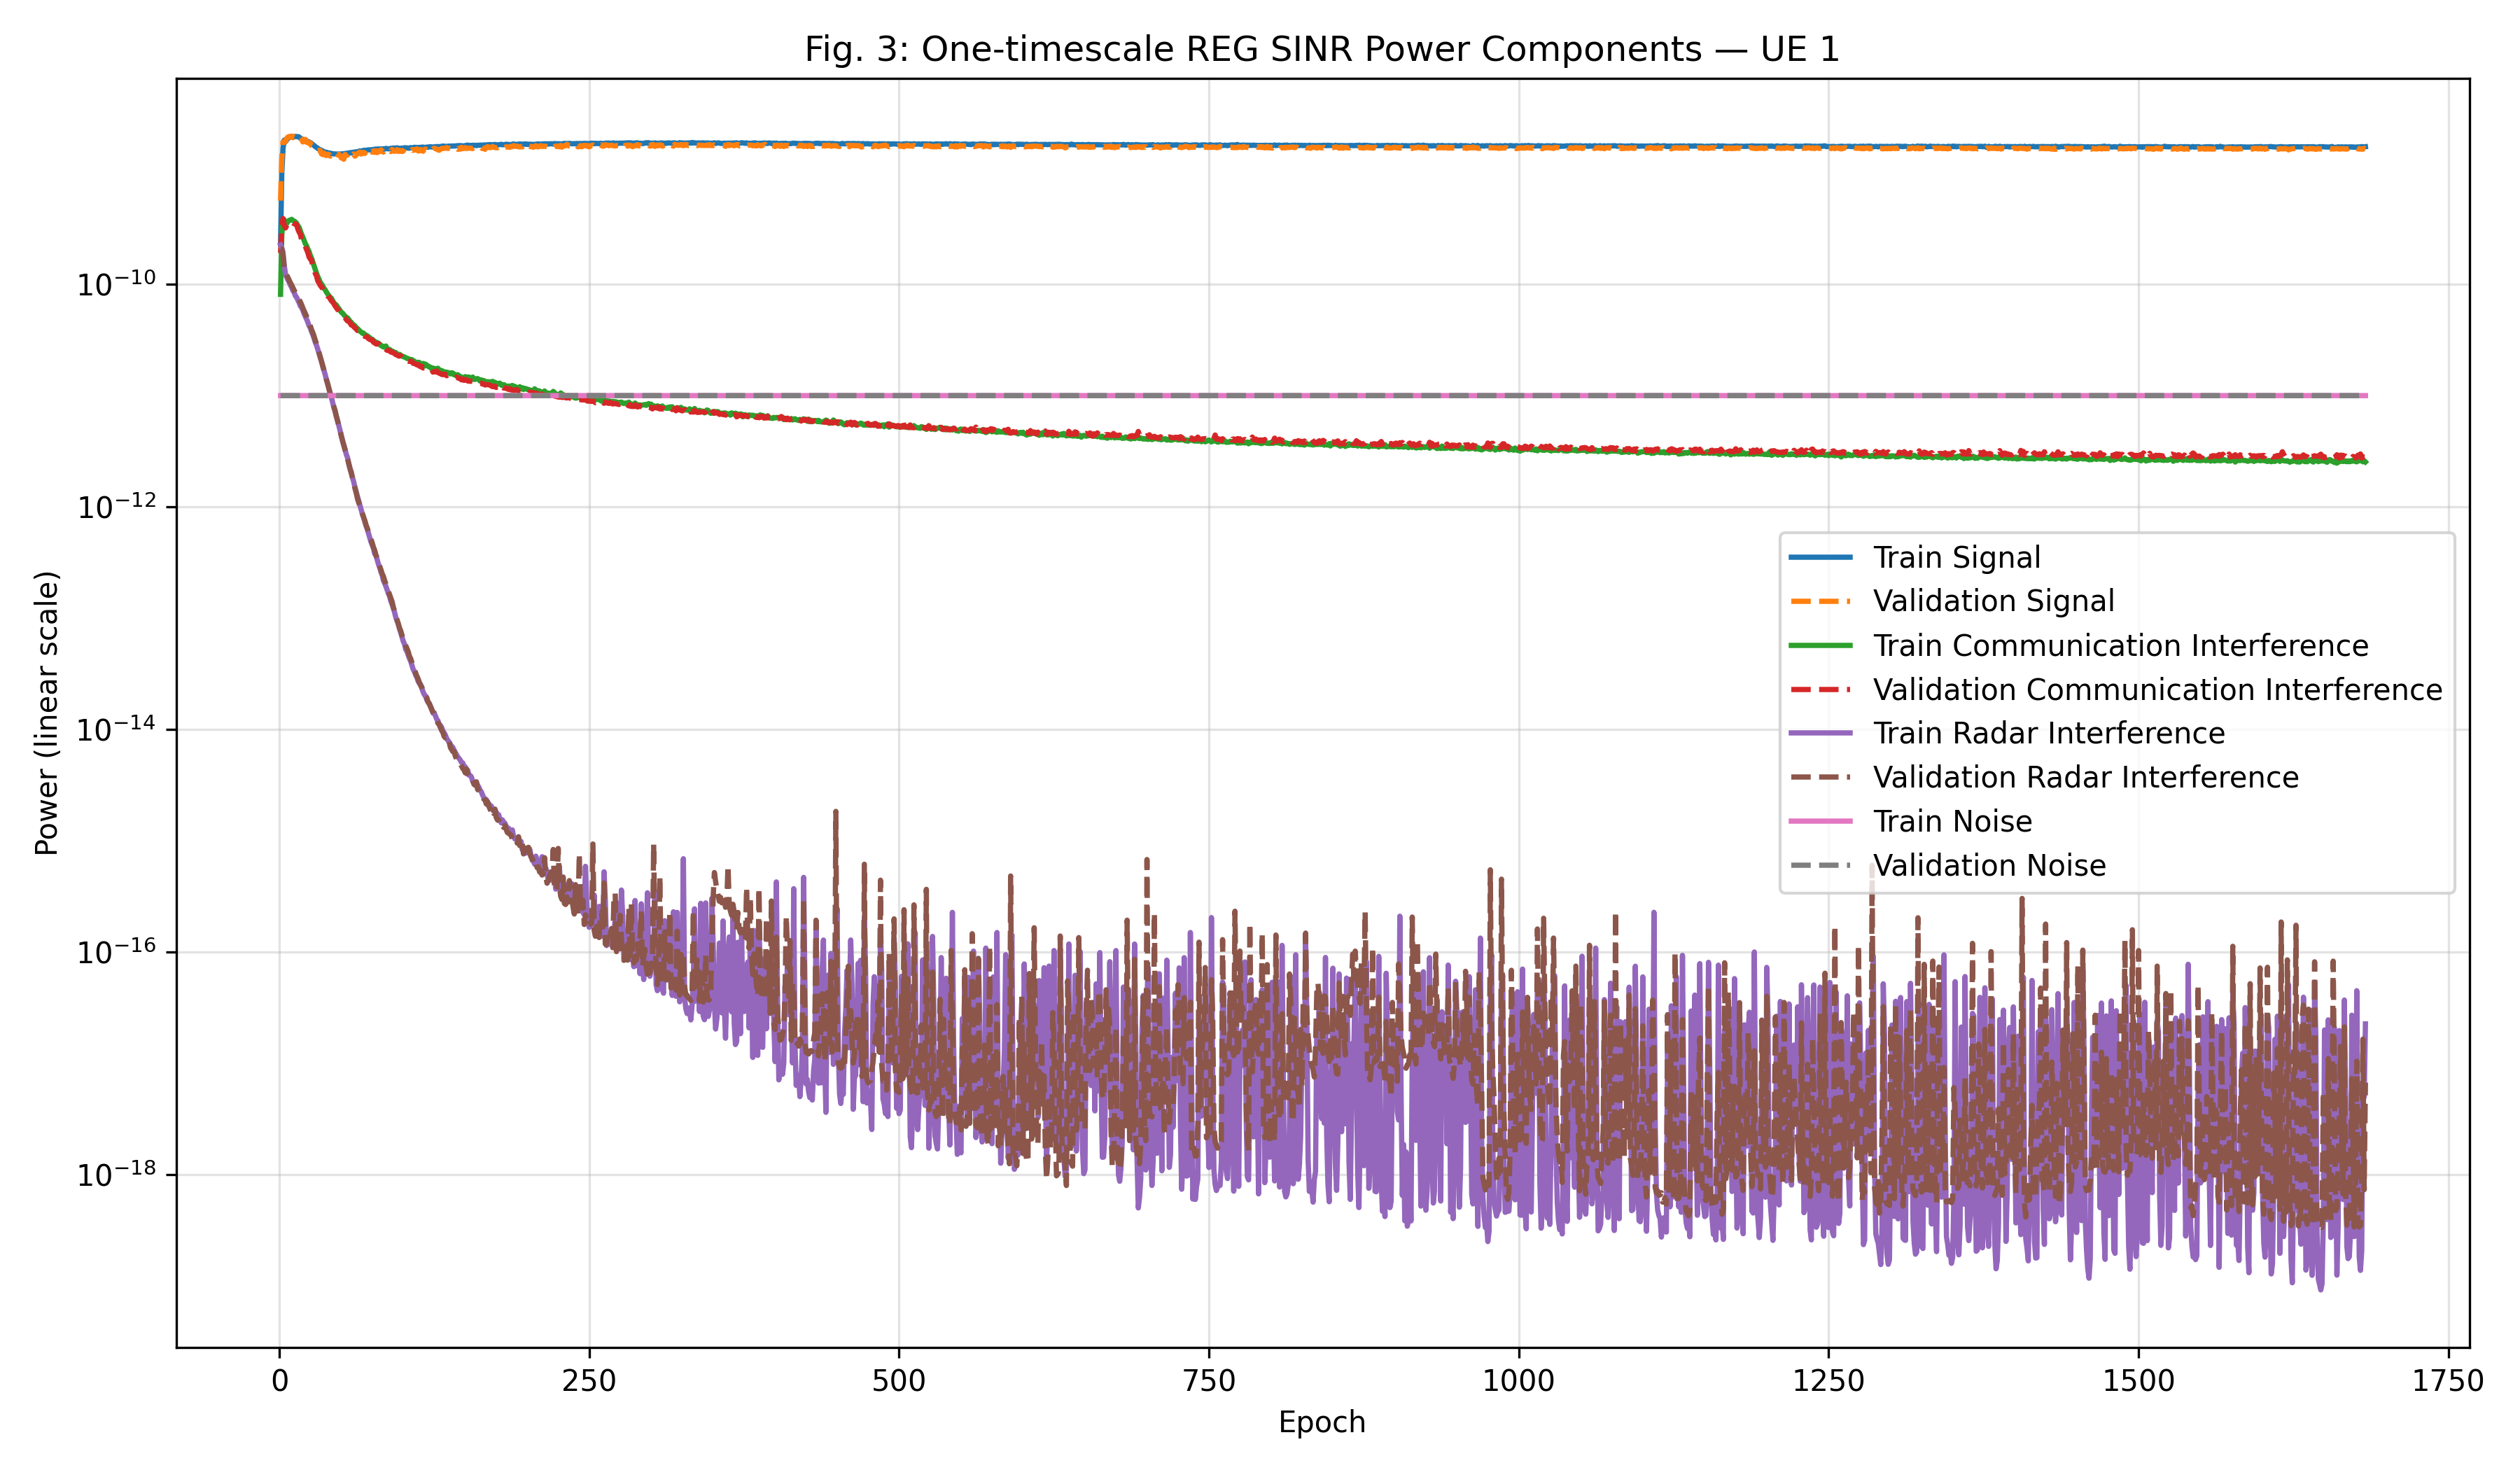 Fig. 3: One-timescale REG SINR Power Components — UE 1
Power (linear scale)
10⁻¹⁰
10⁻¹²
10⁻¹⁴
10⁻¹⁶
10⁻¹⁸
Train Signal
Validation Signal
Train Communication Interference
Validation Communication Interference
Train Radar Interference
Validation Radar Interference
Train Noise
Validation Noise
0 250 500 750 1000 1250 1500 1750
Epoch